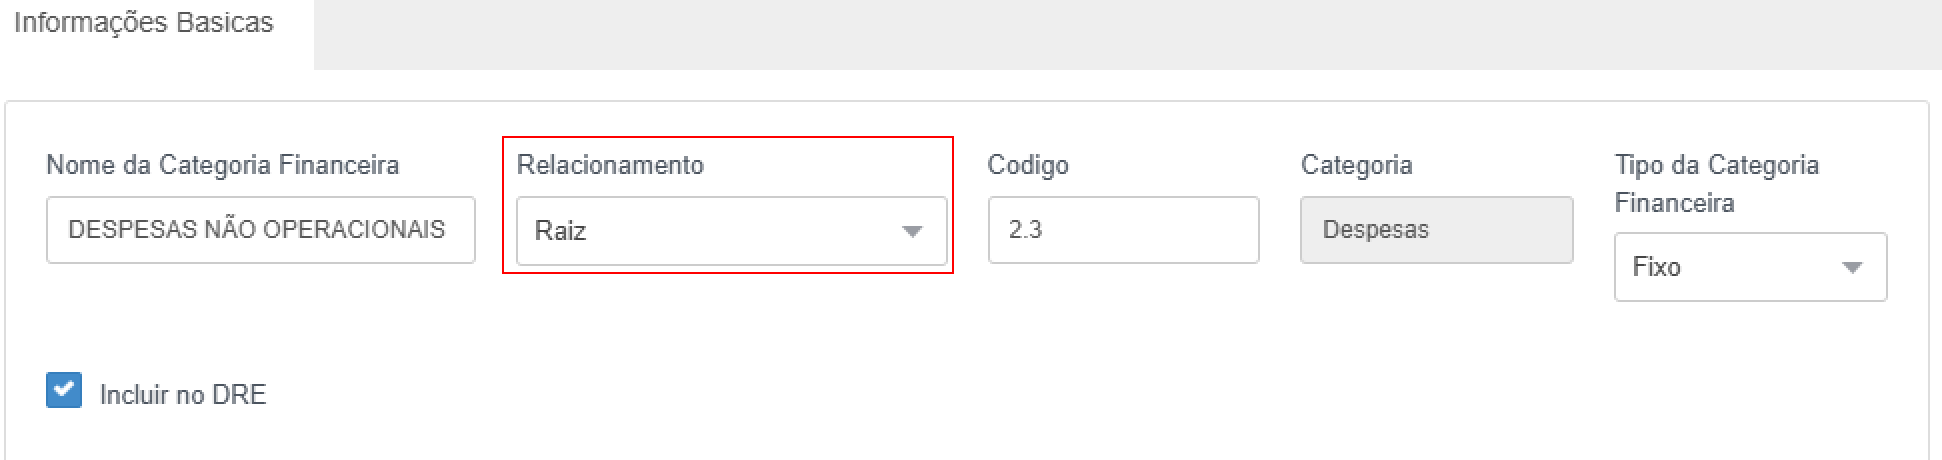 Informações Basicas
Nome da Categoria Financeira
DESPESAS NÃO OPERACIONAIS
Relacionamento
Raiz
Codigo
2.3
Categoria
Despesas
Tipo da Categoria
Financeira
Fixo
Incluir no DRE